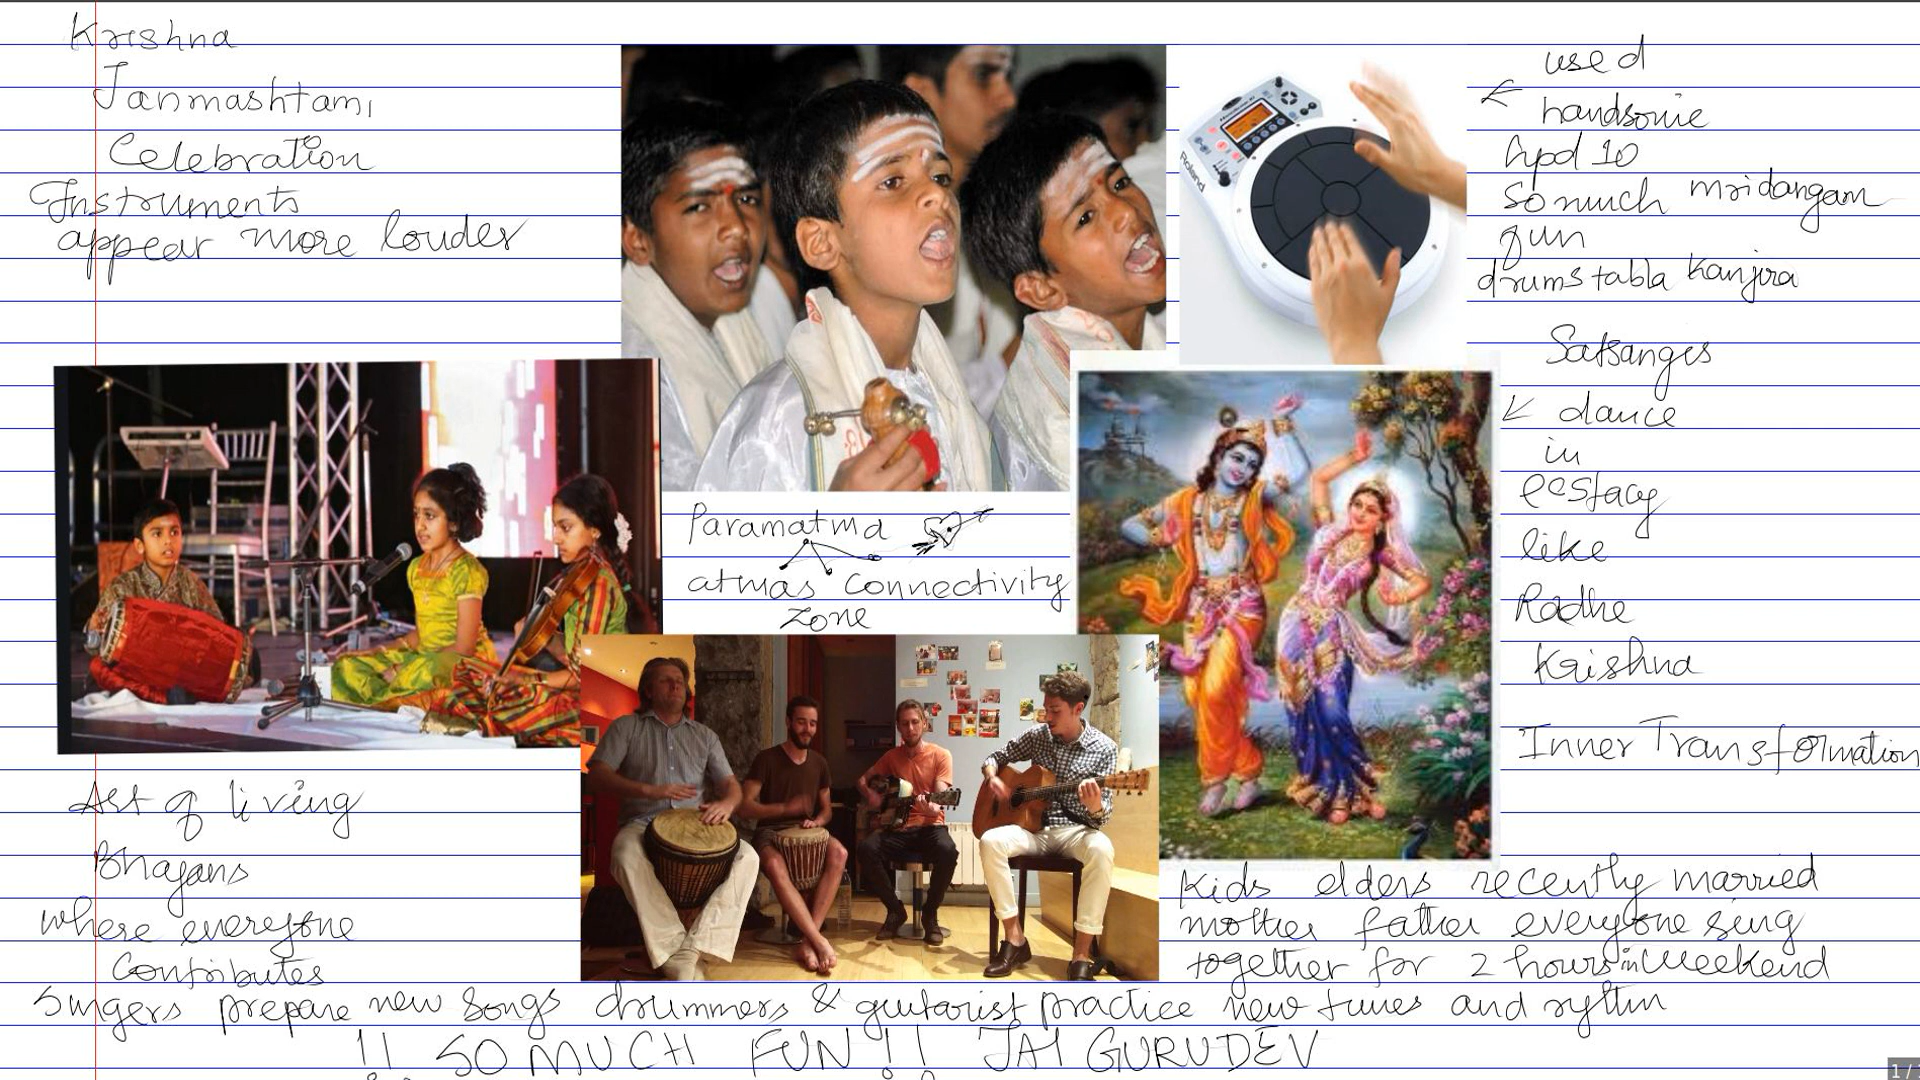 Krishna
Janmashtami
Celebration
Instruments
appear more louder
Roland
used
handsonie
hpd 10
so much mridangam
fun
drums tabla Kanjira
Satsanges
dance
in
ecstacy
like
Radhe
Krishna
Inner Transformation
Paramatma
atmas connectivity
zone
Art of living
Bhajans
where everyone
Contributes
Kids elders recently married
mother father everyone sing
together for 2 hours in weekend
Singers prepare new songs drummers & guitarist practice new tunes and rythm
!! SO MUCH FUN !! JAI GURUDEV
1 /